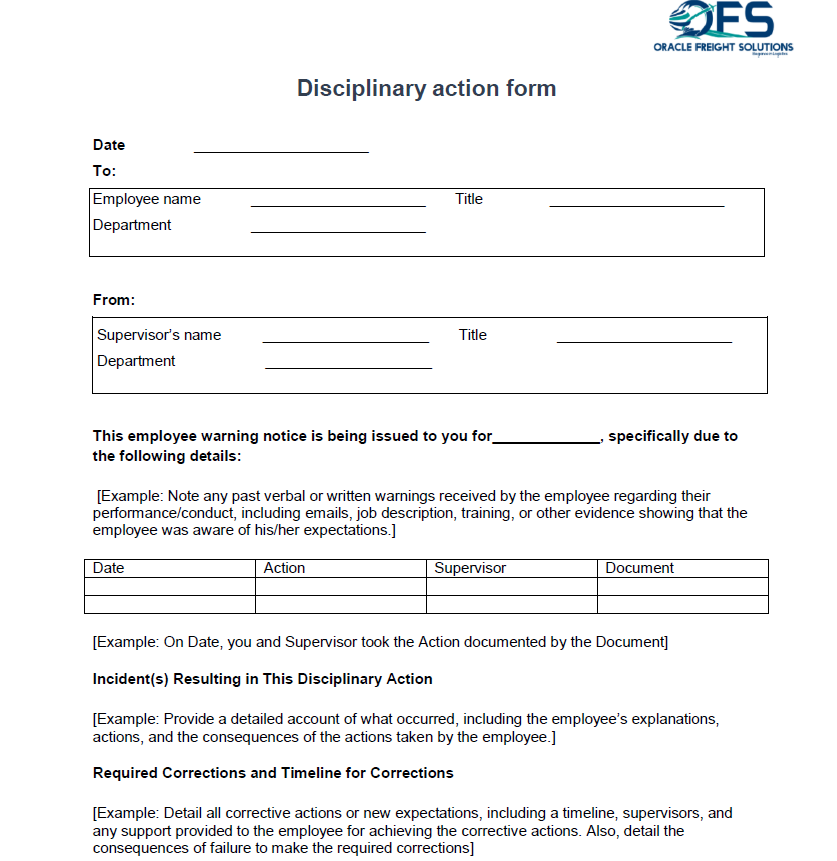 OFS
ORACLE FREIGHT SOLUTIONS
Disciplinary action form
Date ____________________
To:
Employee name ____________________ Title ____________________
Department ____________________
From:
Supervisor’s name ____________________ Title ____________________
Department ____________________
This employee warning notice is being issued to you for_____________, specifically due to
the following details:
[Example: Note any past verbal or written warnings received by the employee regarding their
performance/conduct, including emails, job description, training, or other evidence showing that the
employee was aware of his/her expectations.]
Date Action Supervisor Document
[Example: On Date, you and Supervisor took the Action documented by the Document]
Incident(s) Resulting in This Disciplinary Action
[Example: Provide a detailed account of what occurred, including the employee’s explanations,
actions, and the consequences of the actions taken by the employee.]
Required Corrections and Timeline for Corrections
[Example: Detail all corrective actions or new expectations, including a timeline, supervisors, and
any support provided to the employee for achieving the corrective actions. Also, detail the
consequences of failure to make the required corrections]